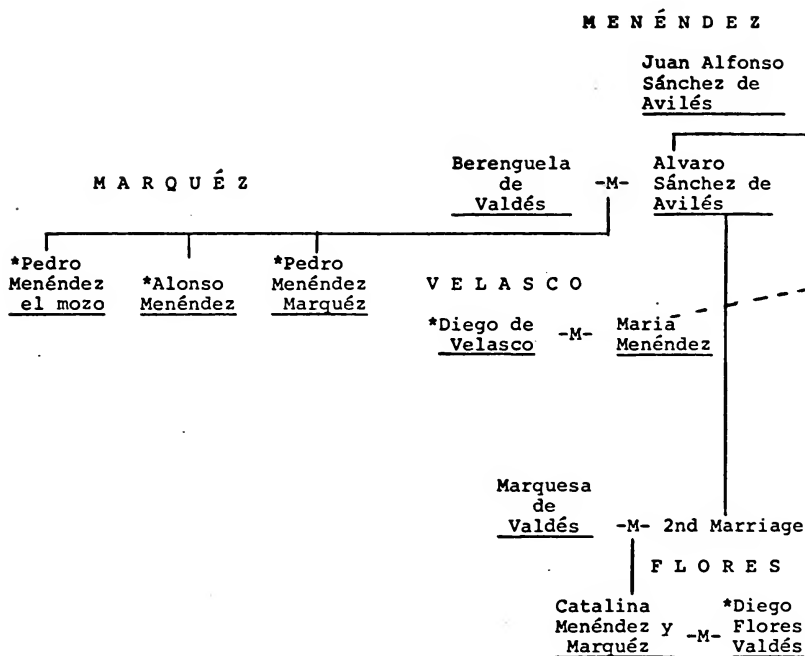 M E N É N D E Z
Juan Alfonso
Sánchez de
Avilés
Berenguela
de
Valdés
-M-
Alvaro
Sánchez de
Avilés
M A R Q U É Z
*Pedro
Menéndez
el mozo
*Alonso
Menéndez
*Pedro
Menéndez
Marquéz
V E L A S C O
*Diego de
Velasco
-M-
Maria
Menéndez
Marquesa
de
Valdés
-M- 2nd Marriage
F L O R E S
Catalina
Menéndez y
Marquéz
-M-
*Diego
Flores
Valdés